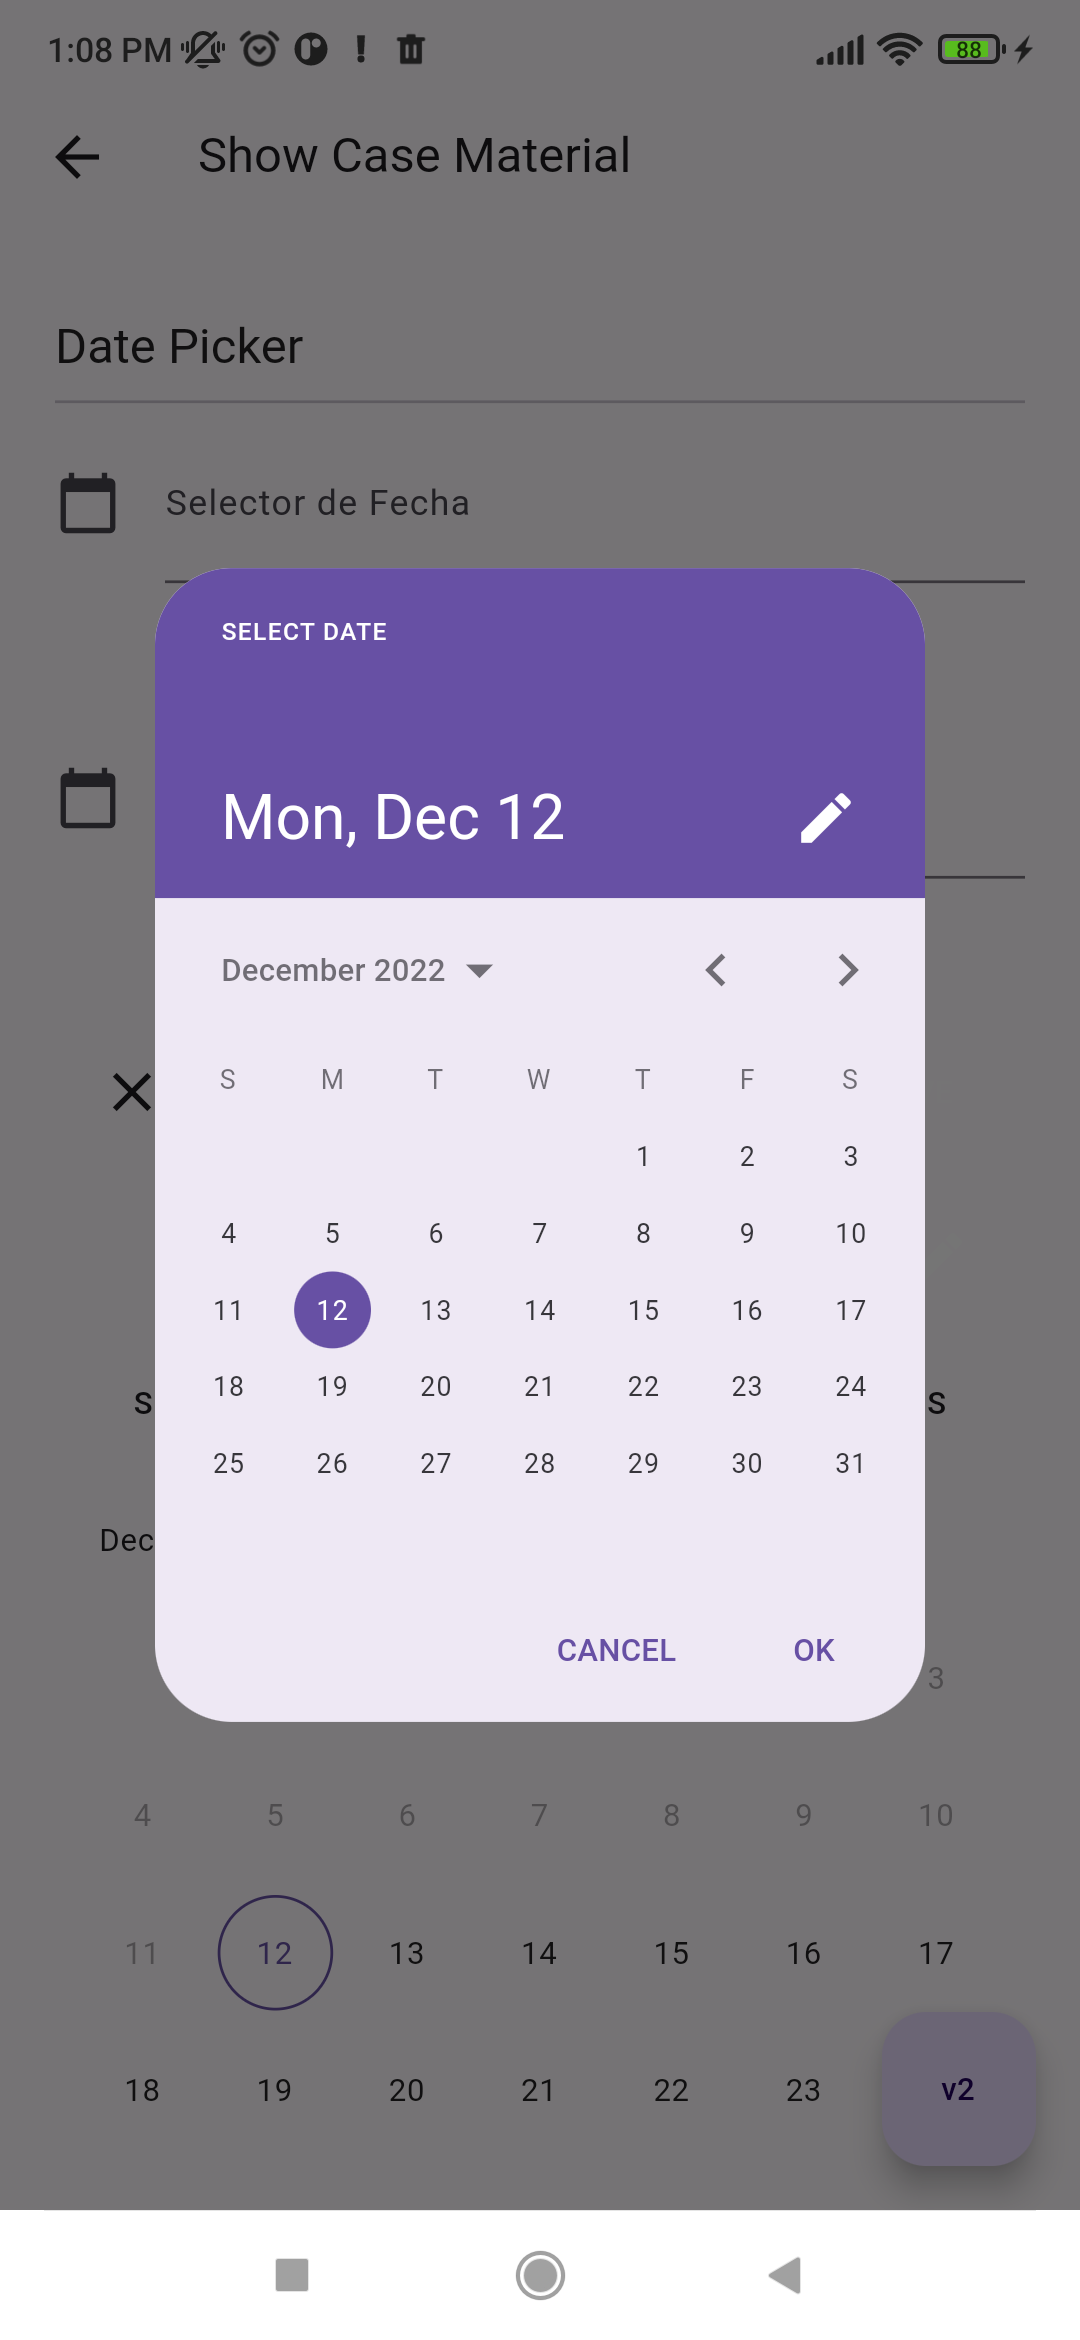 1:08 PM 88
Show Case Material
Date Picker
Selector de Fecha
SELECT DATE
Mon, Dec 12
December 2022
S M T W T F S
1 2 3
4 5 6 7 8 9 10
11 12 13 14 15 16 17
18 19 20 21 22 23 24
25 26 27 28 29 30 31
CANCEL OK
S S
Dec
3
4 5 6 7 8 9 10
11 12 13 14 15 16 17
18 19 20 21 22 23
v2